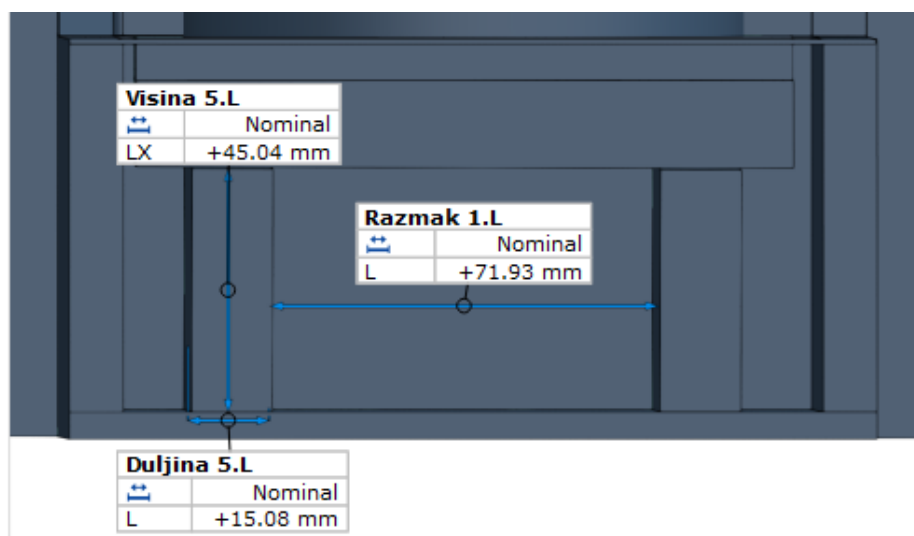 Visina 5.L
Nominal
LX +45.04 mm
Razmak 1.L
Nominal
L +71.93 mm
Duljina 5.L
Nominal
L +15.08 mm